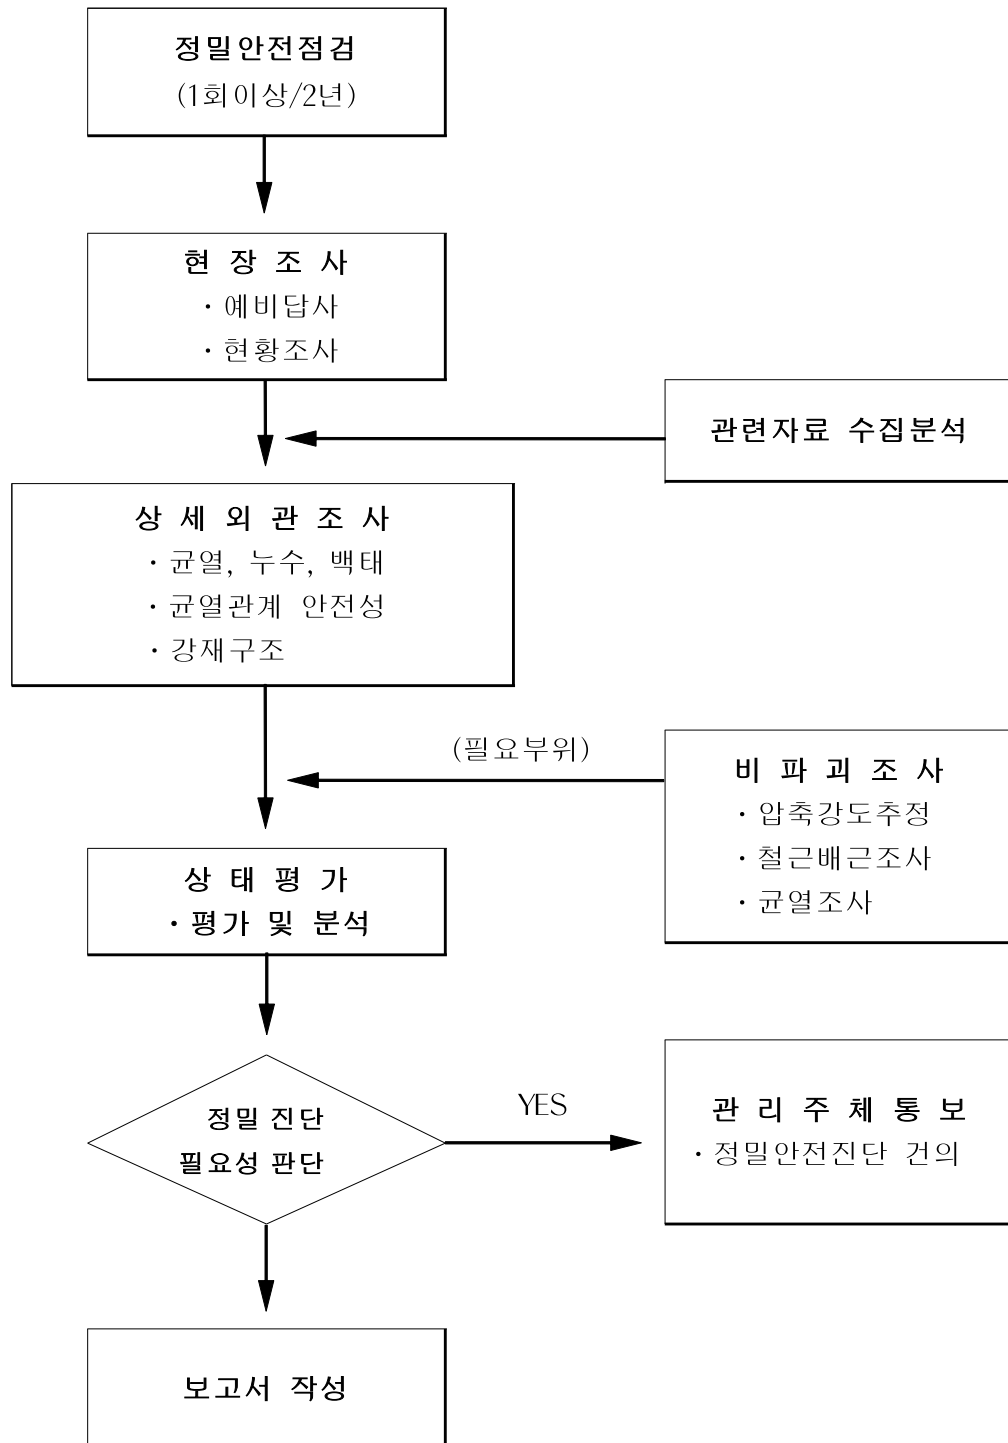 정밀안전점검
(1회이상/2년)
현 장 조 사
· 예비답사
· 현황조사
관련자료 수집분석
상 세 외 관 조 사
· 균열, 누수, 백태
· 균열관계 안전성
· 강재구조
(필요부위)
비 파 괴 조 사
· 압축강도추정
· 철근배근조사
· 균열조사
상 태 평 가
· 평가 및 분석
정밀 진단
필요성 판단
YES
관 리 주 체 통 보
· 정밀안전진단 건의
보고서 작성